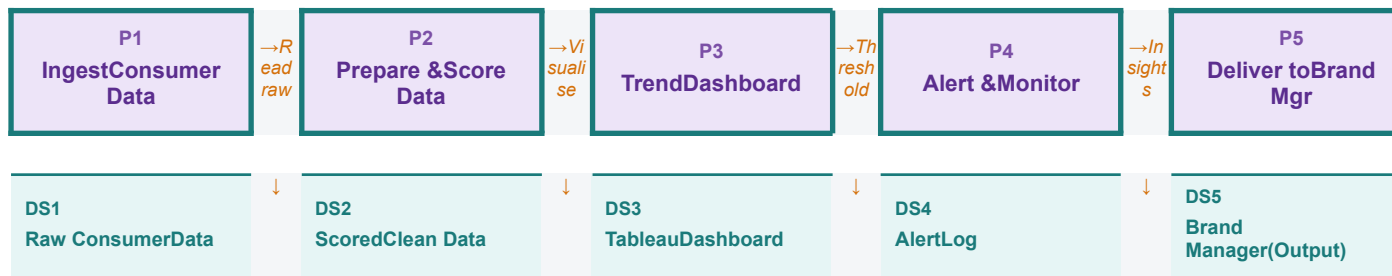 P1
IngestConsumer
Data
→R
ead
raw
P2
Prepare &Score
Data
→Vi
suali
se
P3
TrendDashboard
→Th
resh
old
P4
Alert &Monitor
→In
sight
s
P5
Deliver toBrand
Mgr
DS1
Raw ConsumerData
↓
DS2
ScoredClean Data
↓
DS3
TableauDashboard
↓
DS4
AlertLog
↓
DS5
Brand
Manager(Output)